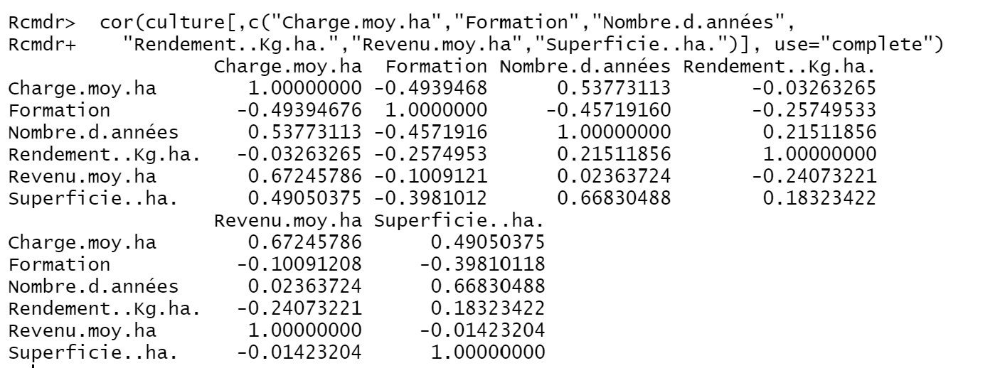 Rcmdr>  cor(culture[,c("Charge.moy.ha","Formation","Nombre.d.années",
Rcmdr+    "Rendement..Kg.ha.","Revenu.moy.ha","Superficie..ha.")], use="complete")
                  Charge.moy.ha  Formation Nombre.d.années Rendement..Kg.ha.
Charge.moy.ha        1.00000000 -0.4939468      0.53773113       -0.03263265
Formation           -0.49394676  1.0000000     -0.45719160       -0.25749533
Nombre.d.années      0.53773113 -0.4571916      1.00000000        0.21511856
Rendement..Kg.ha.   -0.03263265 -0.2574953      0.21511856        1.00000000
Revenu.moy.ha        0.67245786 -0.1009121      0.02363724       -0.24073221
Superficie..ha.      0.49050375 -0.3981012      0.66830488        0.18323422
                  Revenu.moy.ha Superficie..ha.
Charge.moy.ha        0.67245786      0.49050375
Formation           -0.10091208     -0.39810118
Nombre.d.années      0.02363724      0.66830488
Rendement..Kg.ha.   -0.24073221      0.18323422
Revenu.moy.ha        1.00000000     -0.01423204
Superficie..ha.     -0.01423204      1.00000000